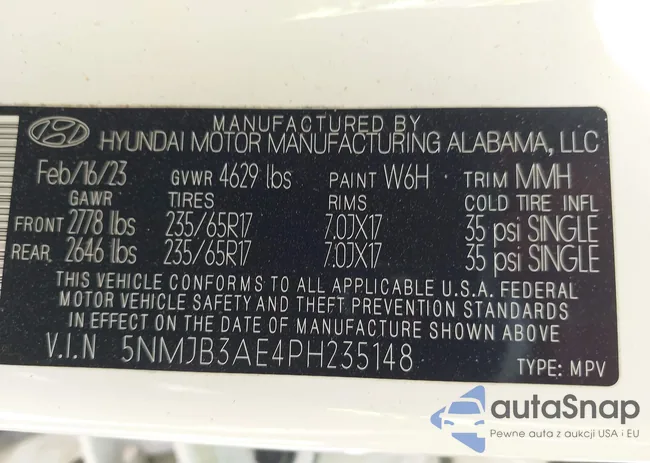 MANUFACTURED BY
HYUNDAI MOTOR MANUFACTURING ALABAMA, LLC
Feb/16/23 GVWR 4629 lbs PAINT W6H TRIM MMH
GAWR TIRES RIMS COLD TIRE INFL
FRONT 2778 lbs 235/65R17 7.0JX17 35 psi SINGLE
REAR 2646 lbs 235/65R17 7.0JX17 35 psi SINGLE
THIS VEHICLE CONFORMS TO ALL APPLICABLE U.S.A. FEDERAL
MOTOR VEHICLE SAFETY AND THEFT PREVENTION STANDARDS
IN EFFECT ON THE DATE OF MANUFACTURE SHOWN ABOVE
V.I.N 5NMJB3AE4PH235148
TYPE: MPV
autaSnap
Pewne auta z aukcji USA i EU